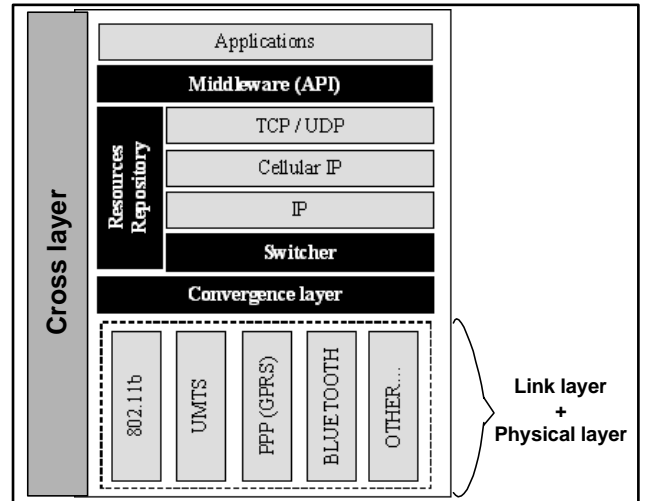 Cross layer
Applications
Middleware (API)
Resources
Repository
TCP / UDP
Cellular IP
IP
Switcher
Convergence layer
802.11b
UMTS
PPP (GPRS)
BLUETOOTH
OTHER...
Link layer
+
Physical layer